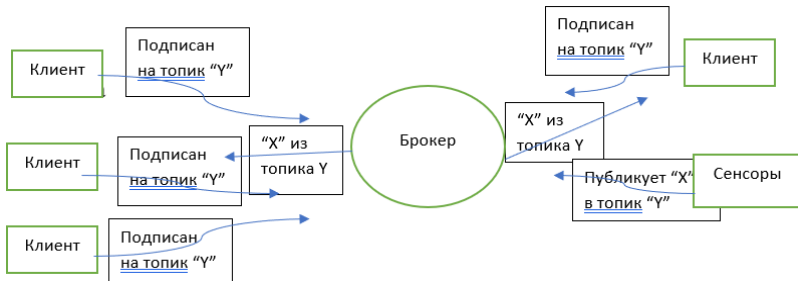 Клиент
Подписан
на топик “Y”
Клиент
Подписан
на топик “Y”
Клиент
Подписан
на топик “Y”
“X” из
топика Y
Брокер
“X” из
топика Y
Подписан
на топик “Y”
Клиент
Публикует “X”
в топик “Y”
Сенсоры